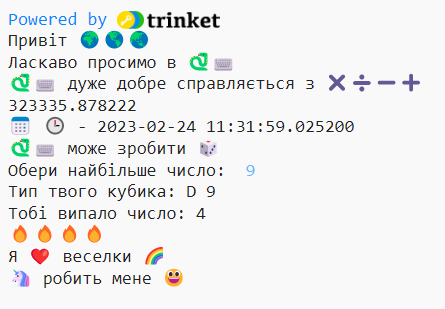 Powered by trinket
Привіт 🌍🌎🌏
Ласкаво просимо в 🐉⌨️
🐉⌨️ дуже добре справляється з ✖️➗➖➕
323335.878222
📅 🕒 - 2023-02-24 11:31:59.025200
🐉⌨️ може зробити 🎲
Обери найбільше число: 9
Тип твого кубика: D 9
Тобі випало число: 4
🔥🔥🔥🔥
Я ❤️ веселки 🌈
🦄 робить мене 😃